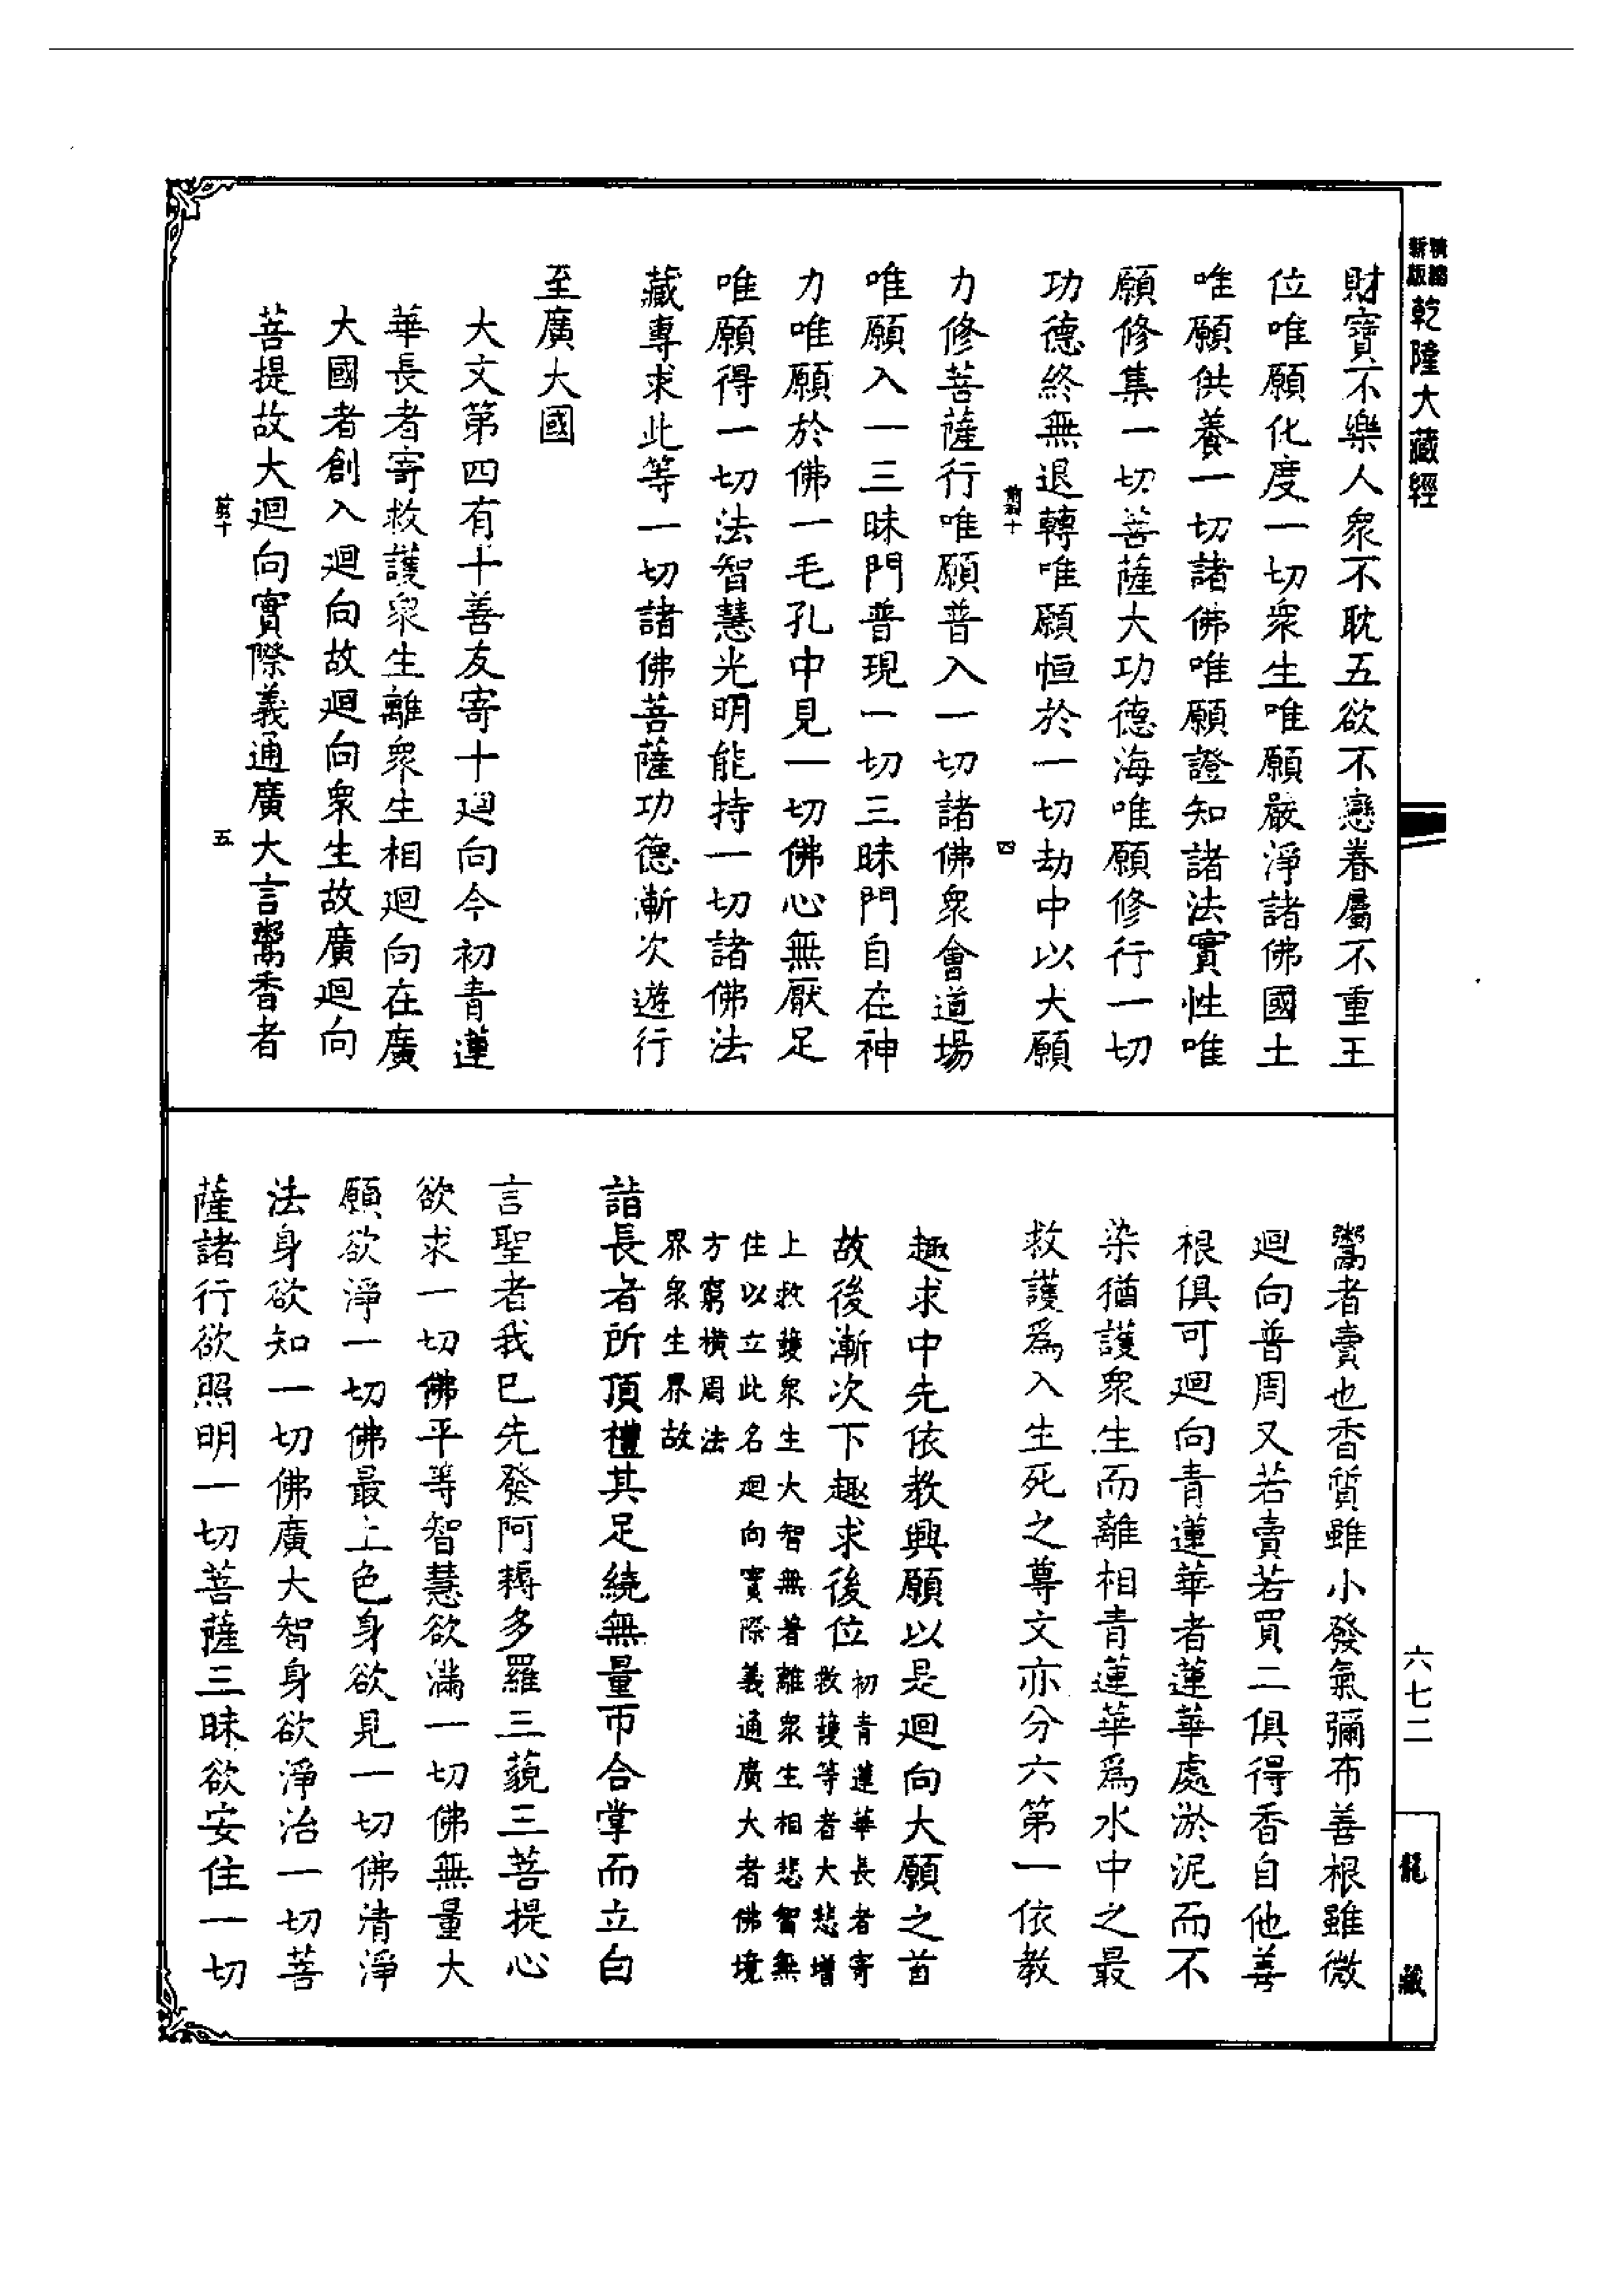 精縮新版乾隆大藏經
財寶不樂人衆不耽五欲不戀眷屬不重王
位唯願化度一切衆生唯願嚴淨諸佛國土
唯願供養一切諸佛唯願證知諸法實性唯
願修集一切菩薩大功德海唯願修行一切
功德終無退轉唯願恒於一切劫中以大願
四
力修菩薩行唯願普入一切諸佛衆會道場
唯願入一三昧門普現一切三昧門自在神
力唯願於佛一毛孔中見一切佛心無厭足
唯願得一切法智慧光明能持一切諸佛法
藏專求此等一切諸佛菩薩功德漸次遊行
至廣大國
大文第四有十善友寄十迴向今初青蓮
華長者寄救護衆生離衆生相迴向在廣
大國者創入迴向故迴向衆生故廣迴向
菩提故大迴向實際義通廣大言鬻香者
五
鬻者賣也香質雖小發氣彌布善根雖微
迴向普周又若賣若買二俱得香自他善
根俱可迴向青蓮華者蓮華處淤泥而不
染猶護衆生而離相青蓮華爲水中之最
救護爲入生死之尊文亦分六第一依教
趣求中先依教興願以是迴向大願之首
故後漸次下趣求後位初青蓮華長者寄救護等者大悲增
上救護衆生大智無著離衆生相悲智無
住以立此名迴向實際義通廣大者佛境
方窮橫周法
界衆生界故
詣長者所頂禮其足繞無量帀合掌而立白
言聖者我已先發阿耨多羅三藐三菩提心
欲求一切佛平等智慧欲滿一切佛無量大
願欲淨一切佛最上色身欲見一切佛清淨
法身欲知一切佛廣大智身欲淨治一切菩
薩諸行欲照明一切菩薩三昧欲安住一切
六七二
龍藏